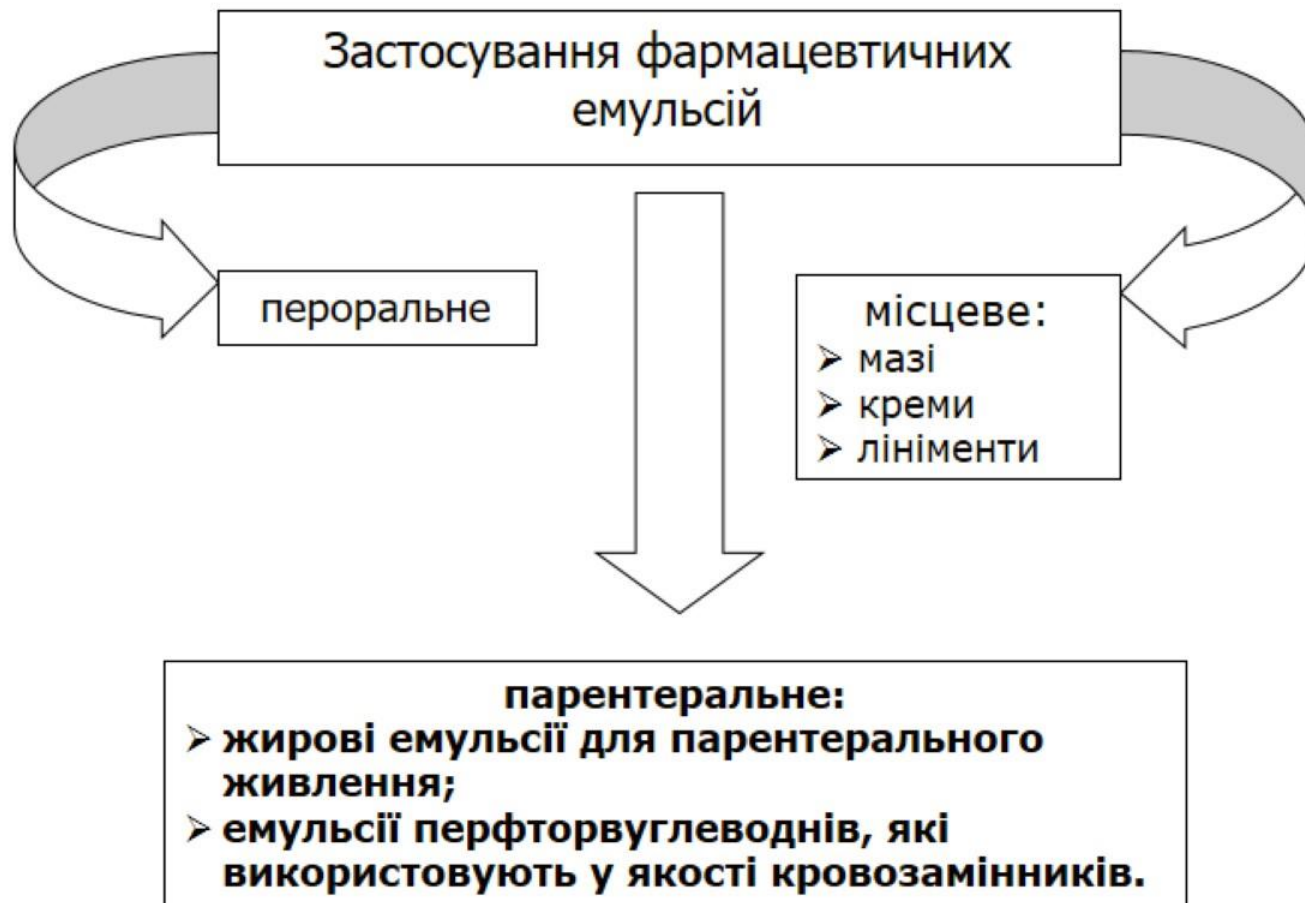 Застосування фармацевтичних
емульсій
пероральне
місцеве:
➢ мазі
➢ креми
➢ лініменти
парентеральне:
➢ жирові емульсії для парентерального
живлення;
➢ емульсії перфторвуглеводнів, які
використовують у якості кровозамінників.